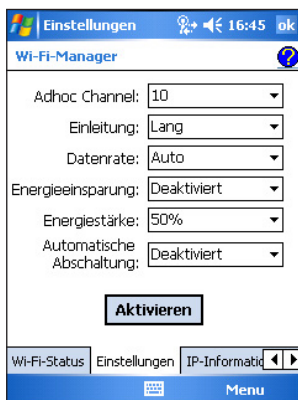 Einstellungen 16:45 ok
Wi-Fi-Manager ?
Adhoc Channel: 10
Einleitung: Lang
Datenrate: Auto
Energieeinsparung: Deaktiviert
Energiestärke: 50%
Automatische
Abschaltung: Deaktiviert
Aktivieren
Wi-Fi-Status Einstellungen IP-Informatio
Menu